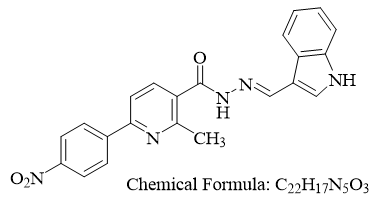 O
N
NH
N
H
N
CH₃
O₂N
Chemical Formula: C₂₂H₁₇N₅O₃